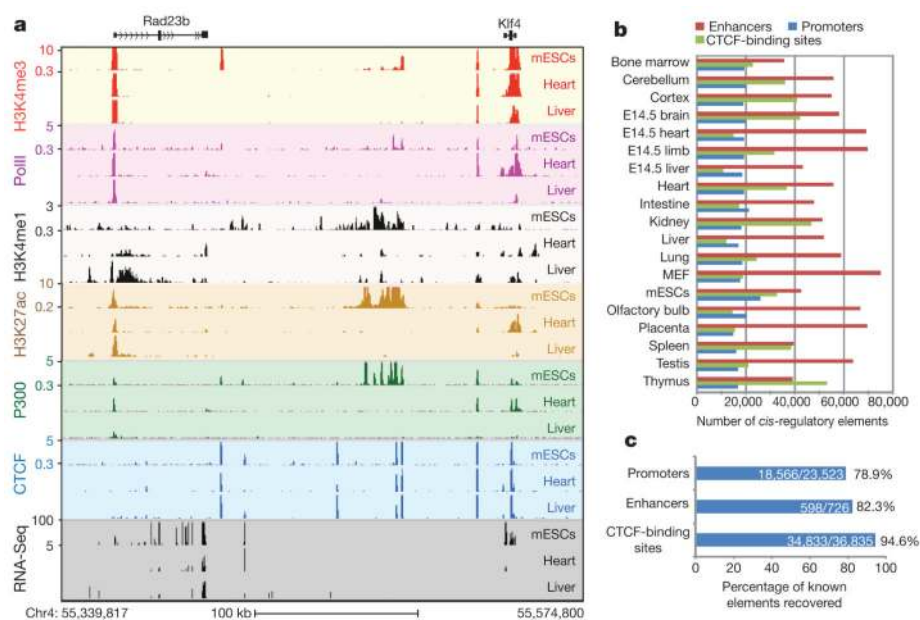 a
Rad23b
Klf4
H3K4me3
10
0.3
mESCs
Heart
Liver
PolII
5
0.3
mESCs
Heart
Liver
H3K4me1
3
0.3
mESCs
Heart
Liver
H3K27ac
10
0.2
mESCs
Heart
Liver
P300
5
0.3
mESCs
Heart
Liver
CTCF
5
0.3
mESCs
Heart
Liver
RNA-Seq
100
5
mESCs
Heart
Liver
Chr4: 55,339,817
100 kb
55,574,800
b
Enhancers
Promoters
CTCF-binding sites
Bone marrow
Cerebellum
Cortex
E14.5 brain
E14.5 heart
E14.5 limb
E14.5 liver
Heart
Intestine
Kidney
Liver
Lung
MEF
mESCs
Olfactory bulb
Placenta
Spleen
Testis
Thymus
0
20,000
40,000
60,000
80,000
Number of cis-regulatory elements
c
Promoters
18,566/23,523
78.9%
Enhancers
598/726
82.3%
CTCF-binding
sites
34,833/36,835
94.6%
0 20 40 60 80 100
Percentage of known
elements recovered